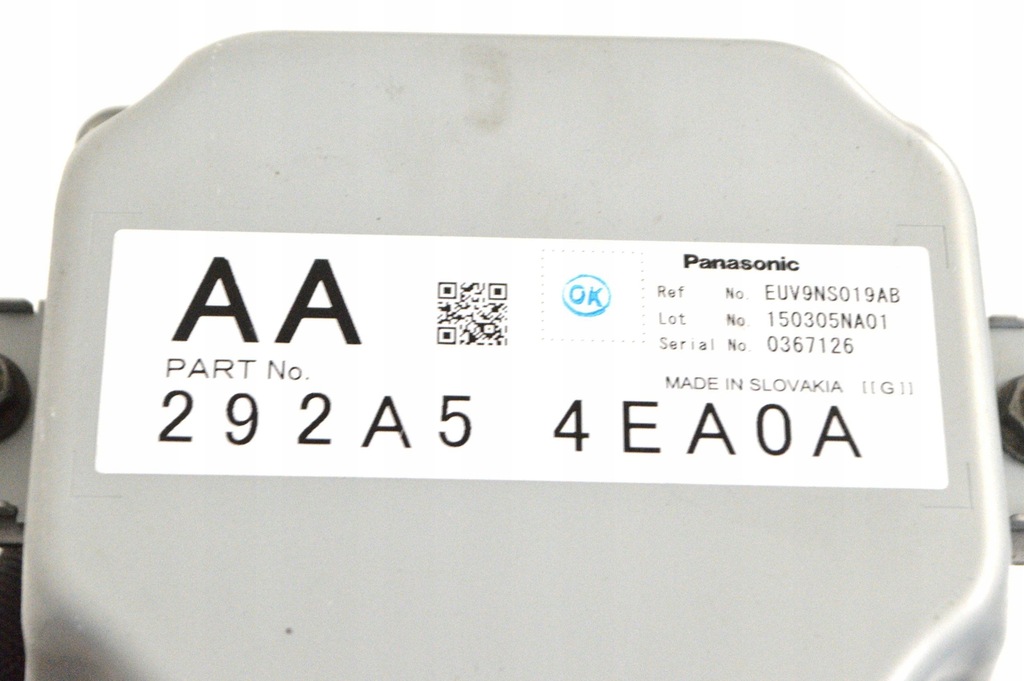 AA
PART No.
292A5 4EA0A
OK
Panasonic
Ref No. EUV9NS019AB
Lot No. 150305NA01
Serial No. 0367126
MADE IN SLOVAKIA [[G]]